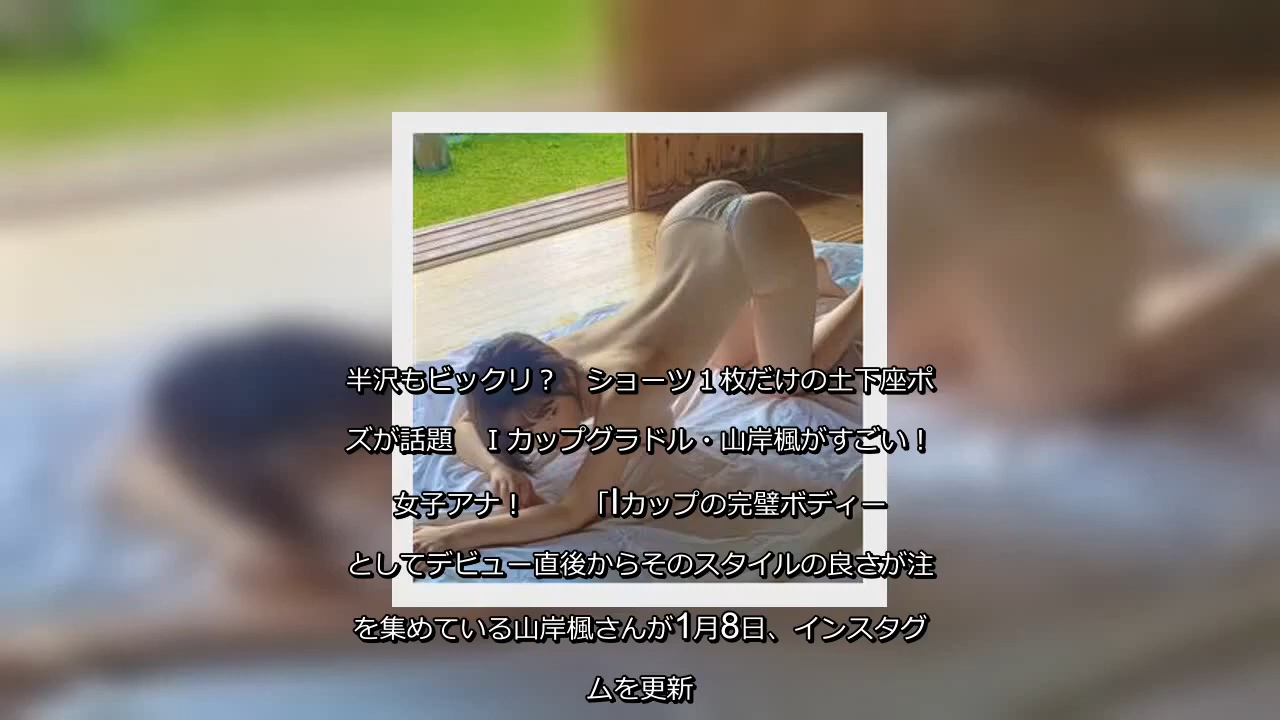 半沢もビックリ？　ショーツ１枚だけの土下座ポ
ズが話題　Ｉカップグラドル・山岸楓がすごい！
女子アナ！　　「Iカップの完璧ボディー
としてデビュー直後からそのスタイルの良さが注
を集めている山岸楓さんが1月8日、インスタグ
ムを更新